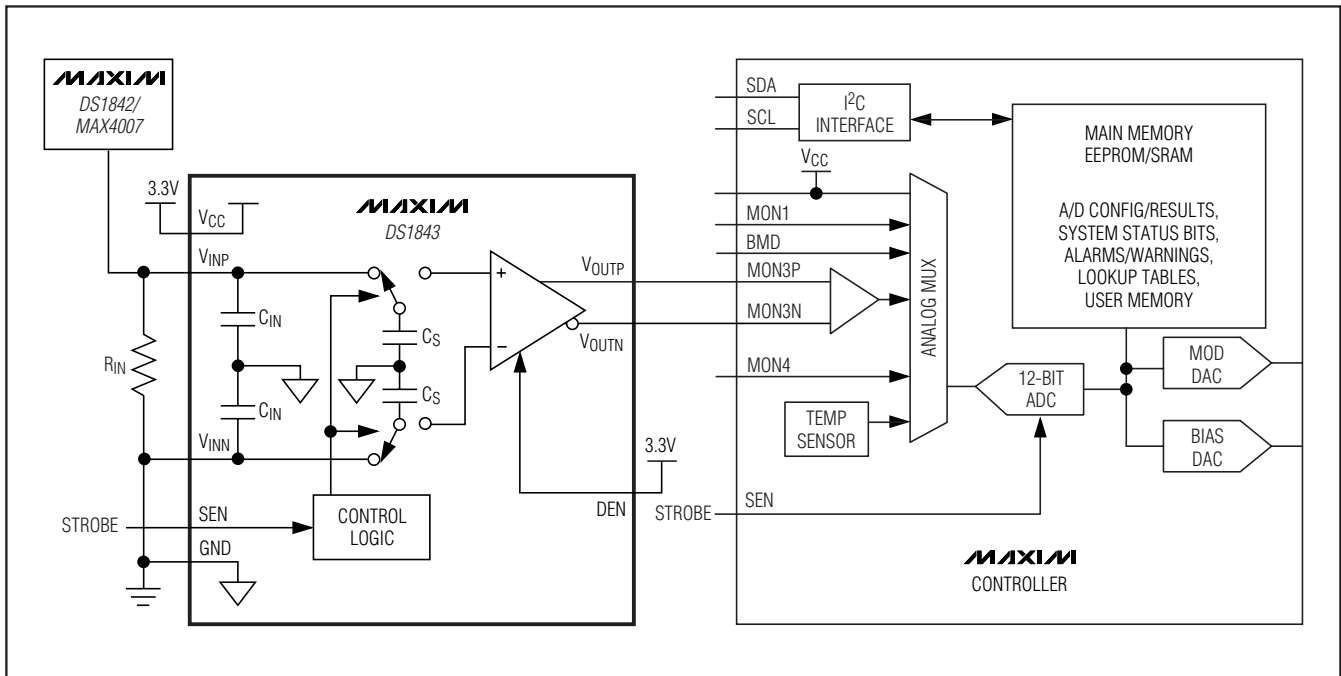 MAXIM
DS1842/
MAX4007
3.3V
VCC
VINP
RIN
CIN
CIN
VINN
STROBE
SEN
GND
MAXIM
DS1843
CS
CS
+
−
CONTROL
LOGIC
VOUTP
VOUTN
3.3V
DEN
SDA
SCL
I2C
INTERFACE
VCC
MON1
BMD
MON3P
MON3N
MON4
ANALOG MUX
TEMP
SENSOR
STROBE
SEN
MAIN MEMORY
EEPROM/SRAM
A/D CONFIG/RESULTS,
SYSTEM STATUS BITS,
ALARMS/WARNINGS,
LOOKUP TABLES,
USER MEMORY
12-BIT
ADC
MOD
DAC
BIAS
DAC
MAXIM
CONTROLLER